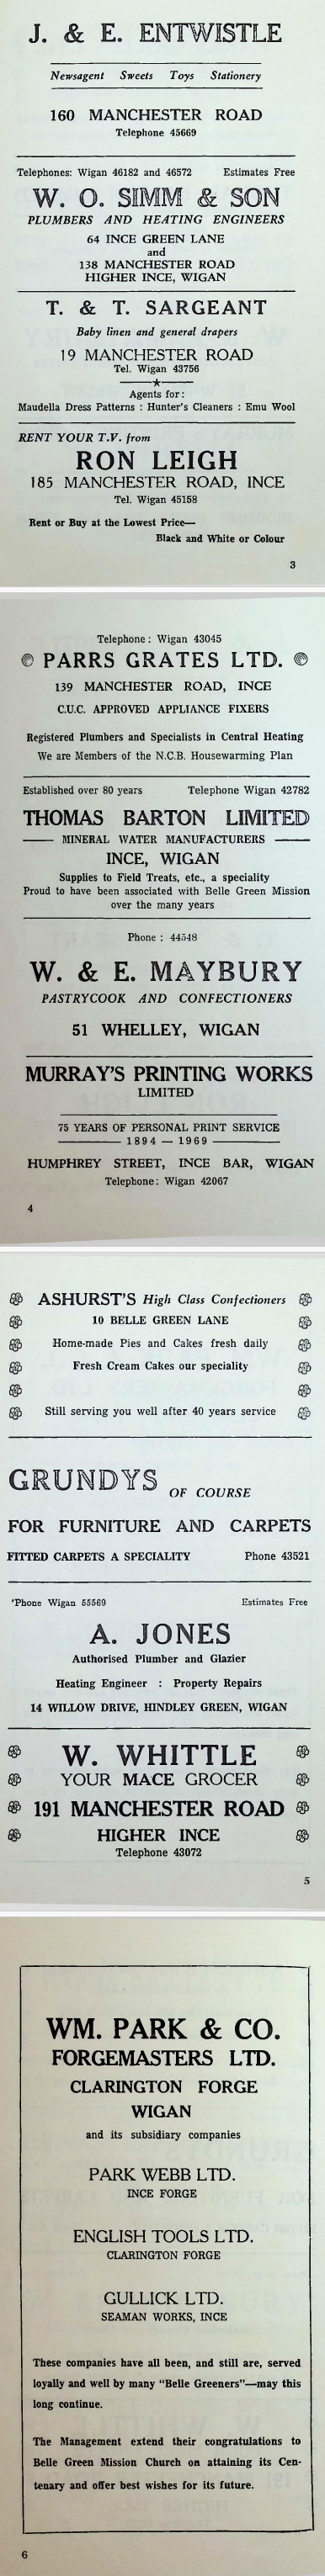 J. & E. ENTWISTLE
Newsagent Sweets Toys Stationery
160 MANCHESTER ROAD
Telephone 45669
Telephones: Wigan 46182 and 46572 Estimates Free
W. O. SIMM & SON
PLUMBERS AND HEATING ENGINEERS
64 INCE GREEN LANE
and
138 MANCHESTER ROAD
HIGHER INCE, WIGAN
T. & T. SARGEANT
Baby linen and general drapers
19 MANCHESTER ROAD
Tel. Wigan 43756
Agents for:
Maudella Dress Patterns : Hunter's Cleaners : Emu Wool
RENT YOUR T.V. from
RON LEIGH
185 MANCHESTER ROAD, INCE
Tel. Wigan 45158
Rent or Buy at the Lowest Price—
Black and White or Colour
3
Telephone: Wigan 43045
PARRS GRATES LTD.
139 MANCHESTER ROAD, INCE
C.U.C. APPROVED APPLIANCE FIXERS
Registered Plumbers and Specialists in Central Heating
We are Members of the N.C.B. Housewarming Plan
Established over 80 years Telephone Wigan 42782
THOMAS BARTON LIMITED
MINERAL WATER MANUFACTURERS
INCE, WIGAN
Supplies to Field Treats, etc., a speciality
Proud to have been associated with Belle Green Mission
over the many years
Phone : 44548
W. & E. MAYBURY
PASTRYCOOK AND CONFECTIONERS
51 WHELLEY, WIGAN
MURRAY'S PRINTING WORKS
LIMITED
75 YEARS OF PERSONAL PRINT SERVICE
1894 — 1969
HUMPHREY STREET, INCE BAR, WIGAN
Telephone: Wigan 42067
4
ASHURST'S High Class Confectioners
10 BELLE GREEN LANE
Home-made Pies and Cakes fresh daily
Fresh Cream Cakes our speciality
Still serving you well after 40 years service
GRUNDYS OF COURSE
FOR FURNITURE AND CARPETS
FITTED CARPETS A SPECIALITY Phone 43521
'Phone Wigan 55569 Estimates Free
A. JONES
Authorised Plumber and Glazier
Heating Engineer : Property Repairs
14 WILLOW DRIVE, HINDLEY GREEN, WIGAN
W. WHITTLE
YOUR MACE GROCER
191 MANCHESTER ROAD
HIGHER INCE
Telephone 43072
5
WM. PARK & CO.
FORGEMASTERS LTD.
CLARINGTON FORGE
WIGAN
and its subsidiary companies
PARK WEBB LTD.
INCE FORGE
ENGLISH TOOLS LTD.
CLARINGTON FORGE
GULLICK LTD.
SEAMAN WORKS, INCE
These companies have all been, and still are, served
loyally and well by many "Belle Greeners"—may this
long continue.
The Management extend their congratulations to
Belle Green Mission Church on attaining its Cen-
tenary and offer best wishes for its future.
6